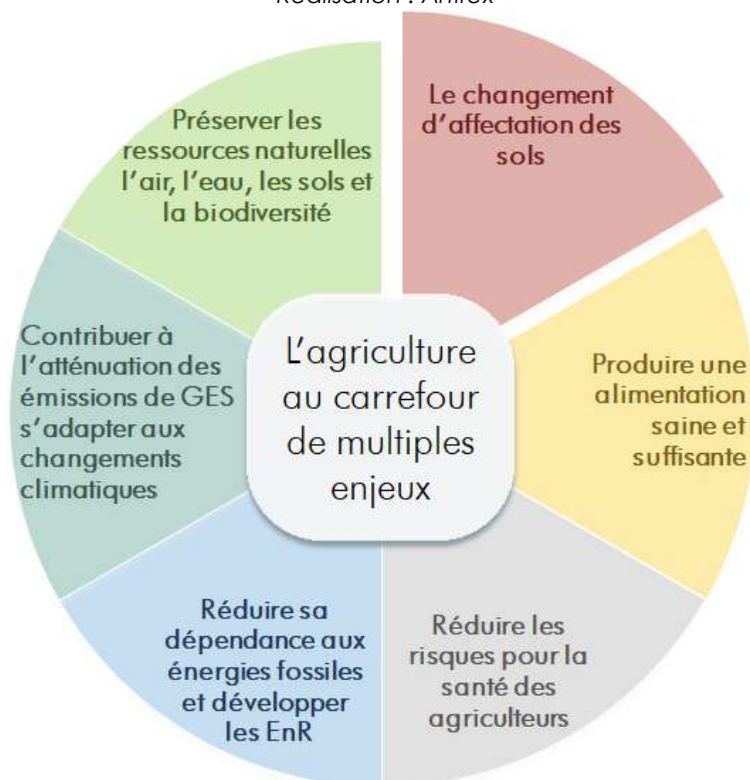 Réalisation : Antrox
Préserver les
ressources naturelles
l'air, l'eau, les sols et
la biodiversité
Le changement
d'affectation des
sols
Contribuer à
l'atténuation des
émissions de GES
s'adapter aux
changements
climatiques
L'agriculture
au carrefour
de multiples
enjeux
Produire une
alimentation
saine et
suffisante
Réduire sa
dépendance aux
énergies fossiles
et développer
les EnR
Réduire les
risques pour la
santé des
agriculteurs